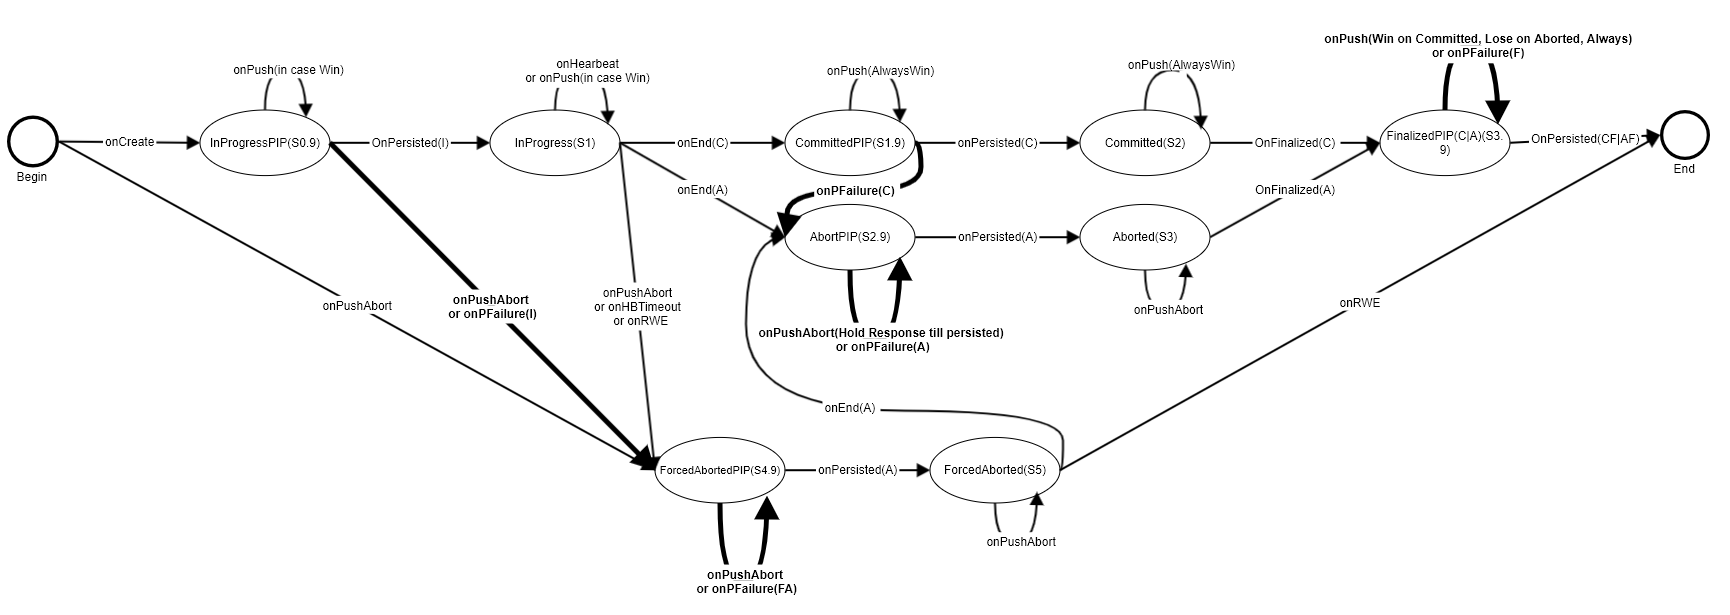 onPush(Win on Committed, Lose on Aborted, Always)
or onPFailure(F)
onPush(in case Win)
onHearbeat
or onPush(in case Win)
onPush(AlwaysWin)
onPush(AlwaysWin)
Begin
onCreate
InProgressPIP(S0.9)
OnPersisted(I)
InProgress(S1)
onEnd(C)
CommittedPIP(S1.9)
onPersisted(C)
Committed(S2)
OnFinalized(C)
FinalizedPIP(C|A)(S3.
9)
OnPersisted(CF|AF)
End
onEnd(A)
onPFailure(C)
OnFinalized(A)
AbortPIP(S2.9)
onPersisted(A)
Aborted(S3)
onPushAbort
onPushAbort
or onPFailure(I)
onPushAbort
or onHBTimeout
or onRWE
onPushAbort(Hold Response till persisted)
or onPFailure(A)
onPushAbort
onRWE
onEnd(A)
ForcedAbortedPIP(S4.9)
onPersisted(A)
ForcedAborted(S5)
onPushAbort
onPushAbort
or onPFailure(FA)